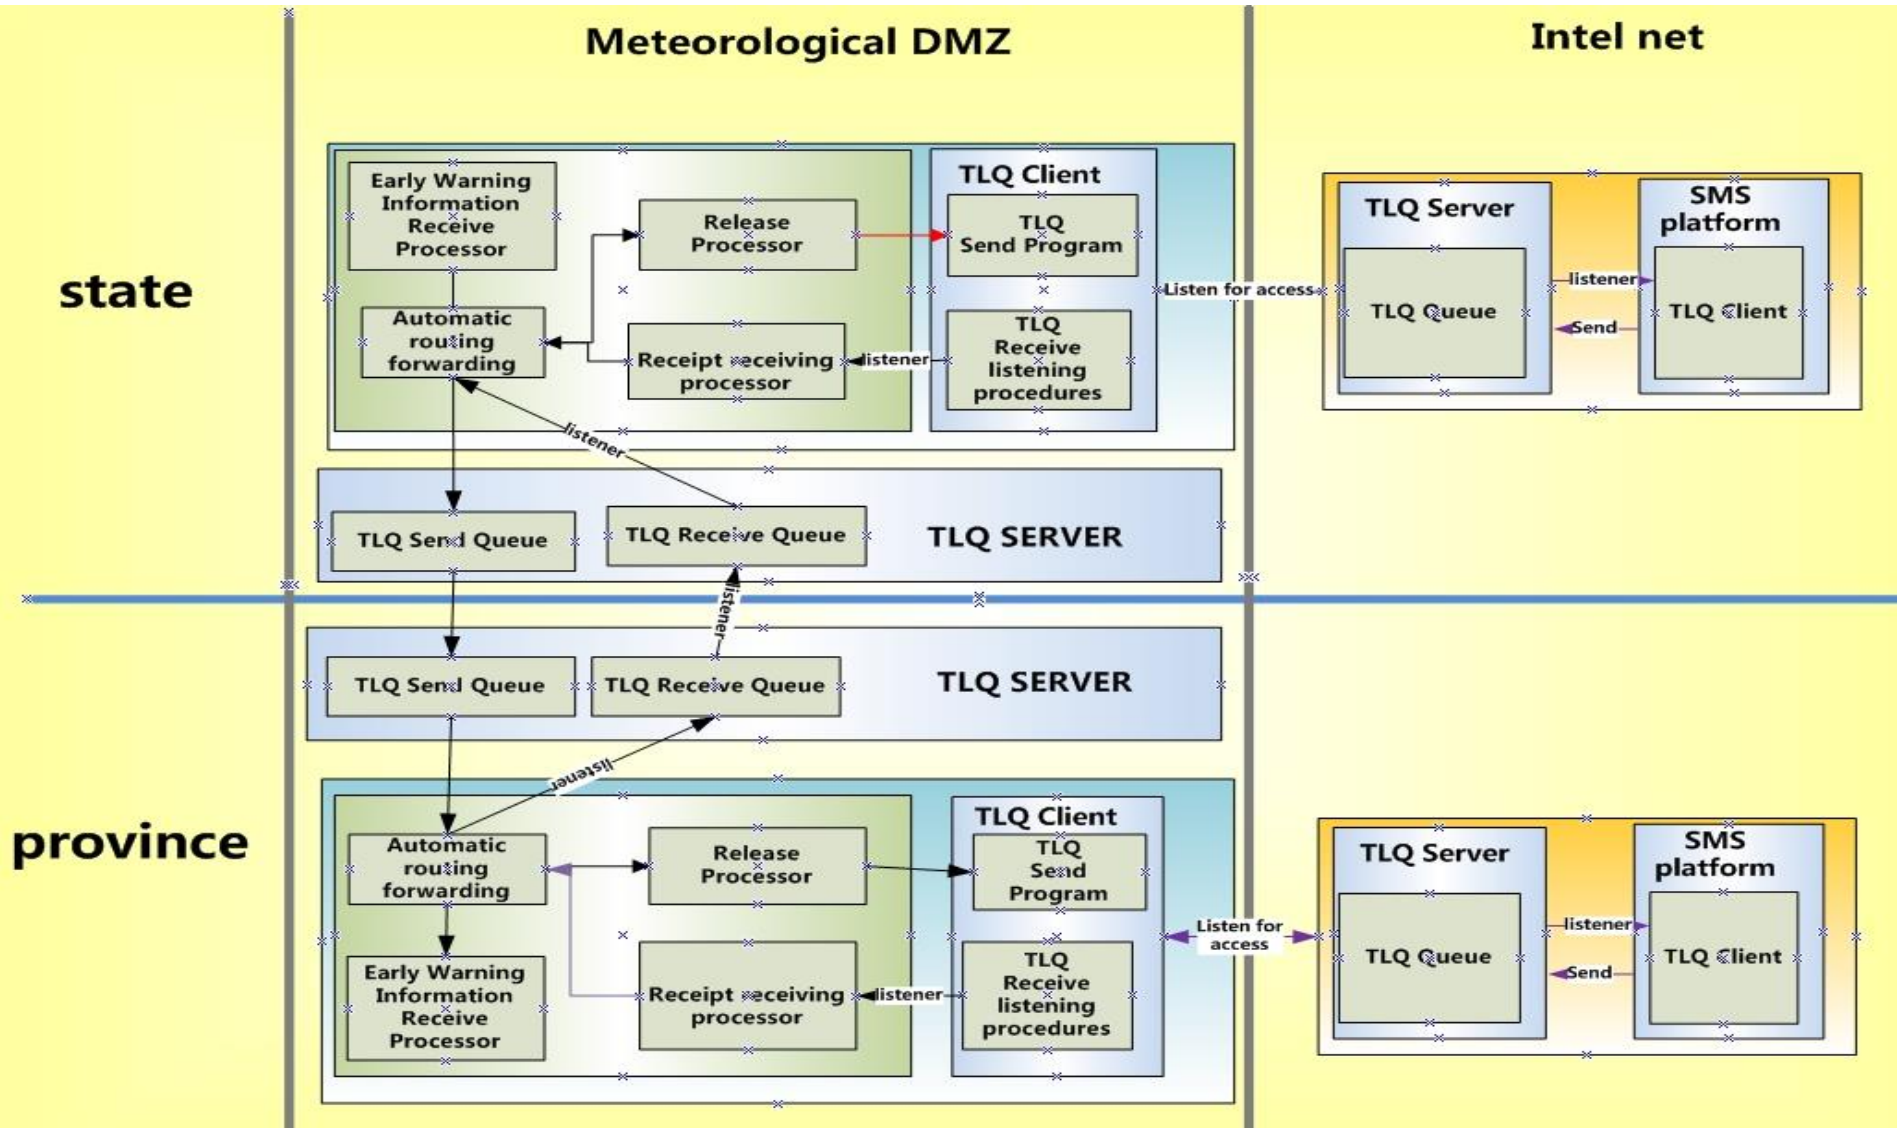 Meteorological DMZ
Intel net
state
Early Warning
Information
Receive
Processor
Release
Processor
TLQ Client
TLQ
Send Program
Automatic
routing
forwarding
Receipt receiving
processor
listener
TLQ
Receive
listening
procedures
Listen for access
TLQ Server
TLQ Queue
listener
Send
SMS
platform
TLQ Client
listener
TLQ Send Queue
TLQ Receive Queue
TLQ SERVER
listener
TLQ Send Queue
TLQ Receive Queue
TLQ SERVER
listener
province
Automatic
routing
forwarding
Release
Processor
TLQ Client
TLQ
Send
Program
Early Warning
Information
Receive
Processor
Receipt receiving
processor
listener
TLQ
Receive
listening
procedures
Listen for
access
TLQ Server
TLQ Queue
listener
Send
SMS
platform
TLQ Client